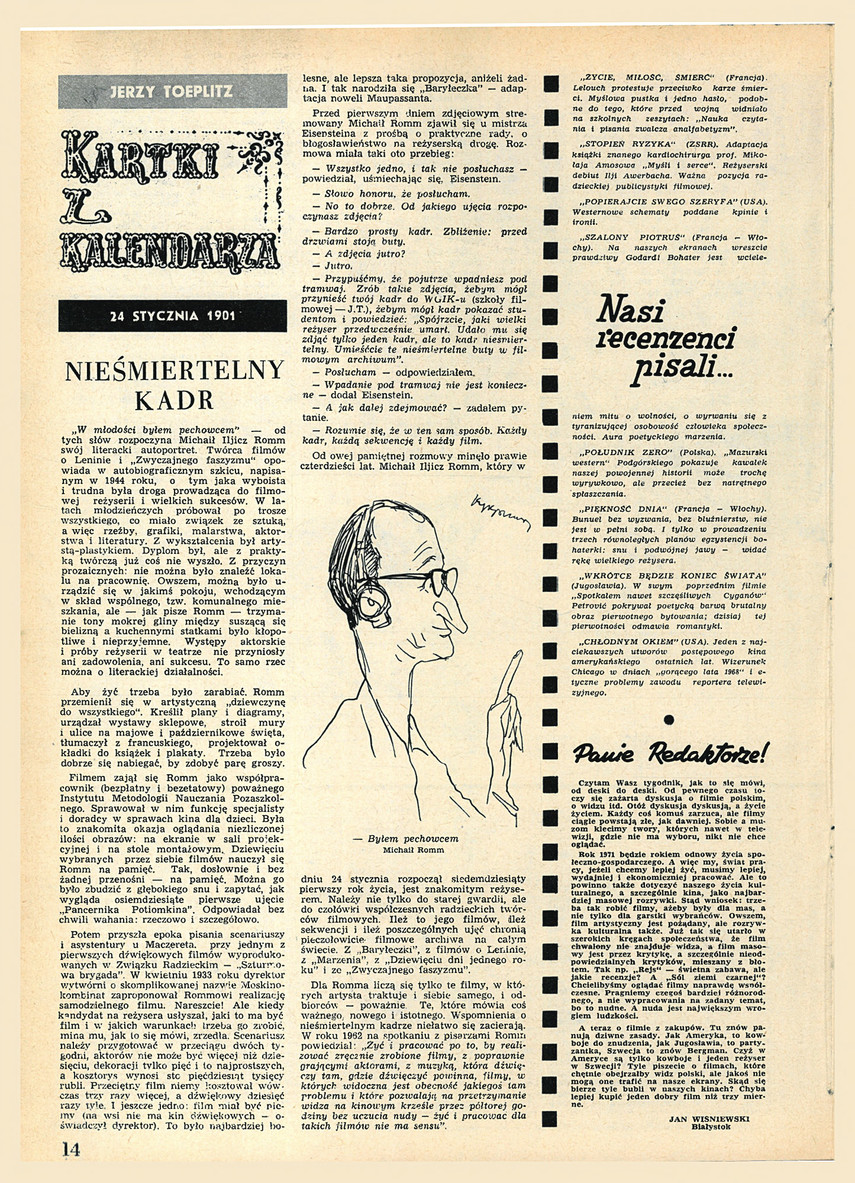 JERZY TOEPLITZ
KARTKI
Z
KALENDARZA
24 STYCZNIA 1901
NIEŚMIERTELNY
KADR
„W młodości byłem pechowcem" — od
tych słów rozpoczyna Michaił Iljicz Romm
swój literacki autoportret. Twórca filmów
o Leninie i „Zwyczajnego faszyzmu" opo-
wiada w autobiograficznym szkicu, napisa-
nym w 1944 roku, o tym jaka wyboista
i trudna była droga prowadząca do filmo-
wej reżyserii i wielkich sukcesów. W la-
tach młodzieńczych próbował po trosze
wszystkiego, co miało związek ze sztuką,
a więc rzeźby, grafiki, malarstwa, aktor-
stwa i literatury. Z wykształcenia był arty-
stą-plastykiem. Dyplom był, ale z prakty-
ką twórczą już coś nie wyszło. Z przyczyn
prozaicznych: nie można było znaleźć loka-
lu na pracownię. Owszem, można było u-
rządzić się w jakimś pokoju, wchodzącym
w skład wspólnego, tzw. komunalnego mie-
szkania, ale — jak pisze Romm — trzyma-
nie tony mokrej gliny między suszącą się
bielizną a kuchennymi statkami było kłopo-
tliwe i nieprzyjemne. Występy aktorskie
i próby reżyserii w teatrze nie przyniosły
ani zadowolenia, ani sukcesu. To samo rzec
można o literackiej działalności.
Aby żyć trzeba było zarabiać. Romm
przemienił się w artystyczną „dziewczynę
do wszystkiego". Kreślił plany i diagramy,
urządzał wystawy sklepowe, stroił mury
i ulice na majowe i październikowe święta,
tłumaczył z francuskiego, projektował o-
kładki do książek i plakaty. Trzeba było
dobrze się nabiegać, by zdobyć parę groszy.
Filmem zajął się Romm jako współpra-
cownik (bezpłatny i bezetatowy) poważnego
Instytutu Metodologii Nauczania Pozaszkol-
nego. Sprawował w nim funkcję specjalisty
i doradcy w sprawach kina dla dzieci. Była
to znakomita okazja oglądania niezliczonej
ilości obrazów: na ekranie w sali projek-
cyjnej i na stole montażowym. Dziewięciu
wybranych przez siebie filmów nauczył się
Romm na pamięć. Tak, dosłownie i bez
żadnej przenośni — na pamięć. Można go
było zbudzić z głębokiego snu i zapytać, jak
wygląda osiemdziesiąte pierwsze ujęcie
„Pancernika Potiomkina". Odpowiadał bez
chwili wahania: rzeczowo i szczegółowo.
Potem przyszła epoka pisania scenariuszy
i asystentury u Maczereta. przy jednym z
pierwszych dźwiękowych filmów wyproduko-
wanych w Związku Radzieckim — „Szturmo-
wa brygada". W kwietniu 1933 roku dyrektor
wytwórni o skomplikowanej nazwie Moskino-
kombinat zaproponował Rommowi realizację
samodzielnego filmu. Nareszcie! Ale kiedy
kandydat na reżysera usłyszał, jaki to ma być
film i w jakich warunkach trzeba go zrobić,
mina mu, jak to się mówi, zrzedła. Scenariusz
należy przygotować w przeciągu dwóch ty-
godni, aktorów nie może być więcej niż dzie-
sięciu, dekoracji tylko pięć i to najprostszych,
a kosztorys wynosi sto pięćdziesiąt tysięcy
rubli. Przeciętny film niemy kosztował wów-
czas trzy razy więcej, a dźwiękowy dziesięć
razy tyle. I jeszcze jedno: film miał być nie-
my (na wsi nie ma kin dźwiękowych — o-
świadczył dyrektor). To było najbardziej bo-
14
lesne, ale lepsza taka propozycja, aniżeli żad-
na. I tak narodziła się „Baryłeczka" — adap-
tacja noweli Maupassanta.
Przed pierwszym dniem zdjęciowym stre-
mowany Michaił Romm zjawił się u mistrza
Eisensteina z prośbą o praktyczne rady, o
błogosławieństwo na reżyserską drogę. Roz-
mowa miała taki oto przebieg:
— Wszystko jedno, i tak nie posłuchasz —
powiedział, uśmiechając się, Eisenstein.
— Słowo honoru, że posłucham.
— No to dobrze. Od jakiego ujęcia rozpo-
czynasz zdjęcia?
— Bardzo prosty kadr. Zbliżenie: przed
drzwiami stoją buty.
— A zdjęcia jutro?
— Jutro.
— Przypuśćmy, że pojutrze wpadniesz pod
tramwaj. Zrób takie zdjęcia, żebym mógł
przynieść twój kadr do WGIK-u (szkoły fil-
mowej — J.T.), żebym mógł kadr pokazać stu-
dentom i powiedzieć: „Spójrzcie, jaki wielki
reżyser przedwcześnie umarł. Udało mu się
zdjąć tylko jeden kadr, ale to kadr nieśmier-
telny. Umieśćcie te nieśmiertelne buty w fil-
mowym archiwum".
— Posłucham — odpowiedziałem.
— Wpadanie pod tramwaj nie jest koniecz-
ne — dodał Eisenstein.
— A jak dalej zdejmować? — zadałem py-
tanie.
— Rozumie się, że w ten sam sposób. Każdy
kadr, każdą sekwencję i każdy film.
Od owej pamiętnej rozmowy minęło prawie
czterdzieści lat. Michaił Iljicz Romm, który w
— Byłem pechowcem
Michaił Romm
dniu 24 stycznia rozpoczął siedemdziesiąty
pierwszy rok życia, jest znakomitym reżyse-
rem. Należy nie tylko do starej gwardii, ale
do czołówki współczesnych radzieckich twór-
ców filmowych. Ileż to jego filmów, ileż
sekwencji i ileż poszczególnych ujęć chronią
pieczołowicie filmowe archiwa na całym
świecie. Z „Baryłeczki", z filmów o Leninie,
z „Marzenia", z „Dziewięciu dni jednego ro-
ku" i ze „Zwyczajnego faszyzmu".
Dla Romma liczą się tylko te filmy, w któ-
rych artysta traktuje i siebie samego, i od-
biorców — poważnie. Te, które mówią coś
ważnego, nowego i istotnego. Wspomnienia o
nieśmiertelnym kadrze niełatwo się zacierają.
W roku 1962 na spotkaniu z pisarzami Romm
powiedział: „Żyć i pracować po to, by reali-
zować zręcznie zrobione filmy, z poprawnie
grającymi aktorami, z muzyką, która dźwię-
czy tam, gdzie dźwięczyć powinna, filmy, w
których widoczna jest obecność jakiegoś tam
problemu i które pozwalają na przetrzymanie
widza na kinowym krześle przez półtorej go-
dziny bez uczucia nudy — żyć i pracować dla
takich filmów nie ma sensu".
„ŻYCIE, MIŁOŚĆ, ŚMIERĆ" (Francja).
Lelouch protestuje przeciwko karze śmier-
ci. Myślowa pustka i jedno hasło, podob-
ne do tego, które przed wojną widniało
na szkolnych zeszytach: „Nauka czyta-
nia i pisania zwalcza analfabetyzm".
„STOPIEŃ RYZYKA" (ZSRR). Adaptacja
książki znanego kardiochirurga prof. Miko-
łaja Amosowa „Myśli i serce". Reżyserski
debiut Ilji Awerbacha. Ważna pozycja ra-
dzieckiej publicystyki filmowej.
„POPIERAJCIE SWEGO SZERYFA" (USA).
Westernowe schematy poddane kpinie i
ironii.
„SZALONY PIOTRUŚ" (Francja — Wło-
chy). Na naszych ekranach wreszcie
prawdziwy Godard! Bohater jest wciele-
Nasi
recenzenci
pisali...
niem mitu o wolności, o wyrwaniu się z
tyranizującej osobowość człowieka społecz-
ności. Aura poetyckiego marzenia.
„POŁUDNIK ZERO" (Polska). „Mazurski
western" Podgórskiego pokazuje kawałek
naszej powojennej historii może trochę
wyrywkowo, ale przecież bez natrętnego
spłaszczania.
„PIĘKNOŚĆ DNIA" (Francja — Włochy).
Bunuel bez wyzwania, bez bluźnierstw, nie
jest w pełni sobą. I tylko w prowadzeniu
trzech równoległych planów egzystencji bo-
haterki: snu i podwójnej jawy — widać
rękę wielkiego reżysera.
„WKRÓTCE BĘDZIE KONIEC ŚWIATA"
(Jugosławia). W swym poprzednim filmie
„Spotkałem nawet szczęśliwych Cyganów"
Petrović pokrywał poetycką barwą brutalny
obraz pierwotnego bytowania; dzisiaj tej
pierwotności odmawia romantyki.
„CHŁODNYM OKIEM" (USA). Jeden z naj-
ciekawszych utworów postępowego kina
amerykańskiego ostatnich lat. Wizerunek
Chicago w dniach „gorącego lata 1968" i e-
tyczne problemy zawodu reportera telewi-
zyjnego.
Panie Redaktorze!
Czytam Wasz tygodnik, jak to się mówi,
od deski do deski. Od pewnego czasu to-
czy się zażarta dyskusja o filmie polskim,
o widzu itd. Otóż dyskusja dyskusją, a życie
życiem. Każdy coś komuś zarzuca, ale filmy
ciągle powstają złe, jak dawniej. Sobie a mu-
zom klecimy twory, których nawet w tele-
wizji, gdzie nie ma wyboru, nikt nie chce
oglądać.
Rok 1971 będzie rokiem odnowy życia spo-
łeczno-gospodarczego. A więc my, świat pra-
cy, jeżeli chcemy lepiej żyć, musimy lepiej,
wydajniej i ekonomiczniej pracować. Ale to
powinno także dotyczyć naszego życia kul-
turalnego, a szczególnie kina, jako najbar-
dziej masowej rozrywki. Stąd wniosek: trze-
ba tak robić filmy, ażeby były dla mas, a
nie tylko dla garstki wybrańców. Owszem,
film artystyczny jest pożądany, ale rozryw-
ka kulturalna także. Już tak się utarło w
szerokich kręgach społeczeństwa, że film
chwalony nie znajduje widza, a film maso-
wy jest przez krytykę, a szczególnie nieod-
powiedzialnych krytyków, mieszany z bło-
tem. Tak np. „Rejs" — świetna zabawa, ale
jakie recenzje? A „Sól ziemi czarnej"?
Chcielibyśmy oglądać filmy naprawdę współ-
czesne. Pragniemy czegoś bardziej różnorod-
nego, a nie wypracowania na zadany temat,
bo to nudne. A nuda jest największym wro-
giem ludzkości.
A teraz o filmie z zakupów. Tu znów pa-
nują dziwne zasady. Jak Ameryka, to kow-
boje do znudzenia, jak Jugosławia, to party-
zantka, Szwecja to znów Bergman. Czyż w
Ameryce są tylko kowboje i jeden reżyser
w Szwecji? Tyle piszecie o filmach, które
chętnie obejrzałby widz polski, ale jakoś nie
mogą one trafić na nasze ekrany. Skąd się
bierze tyle bubli w naszych kinach? Chyba
lepiej kupić jeden dobry film niż trzy mier-
ne.
JAN WISNIEWSKI
Białystok